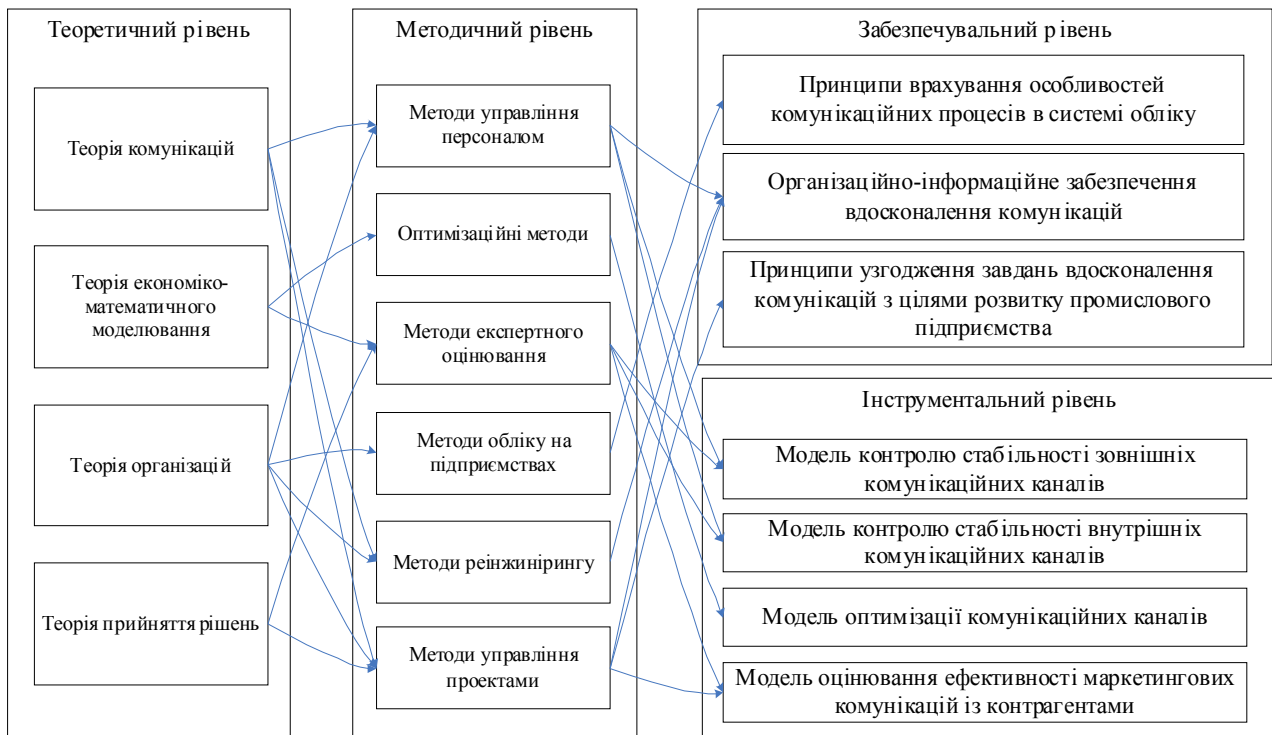 Теоретичний рівень
Теорія комунікацій
Теорія економіко-
математичного
моделювання
Теорія організацій
Теорія прийняття рішень
Методичний рівень
Методи управління
персоналом
Оптимізаційні методи
Методи експертного
оцінювання
Методи обліку на
підприємствах
Методи реінжинірингу
Методи управління
проектами
Забезпечувальний рівень
Принципи врахування особливостей
комунікаційних процесів в системі обліку
Організаційно-інформаційне забезпечення
вдосконалення комунікацій
Принципи узгодження завдань вдосконалення
комунікацій з цілями розвитку промислового
підприємства
Інструментальний рівень
Модель контролю стабільності зовнішніх
комунікаційних каналів
Модель контролю стабільності внутрішніх
комунікаційних каналів
Модель оптимізації комунікаційних каналів
Модель оцінювання ефективності маркетингових
комунікацій із контрагентами